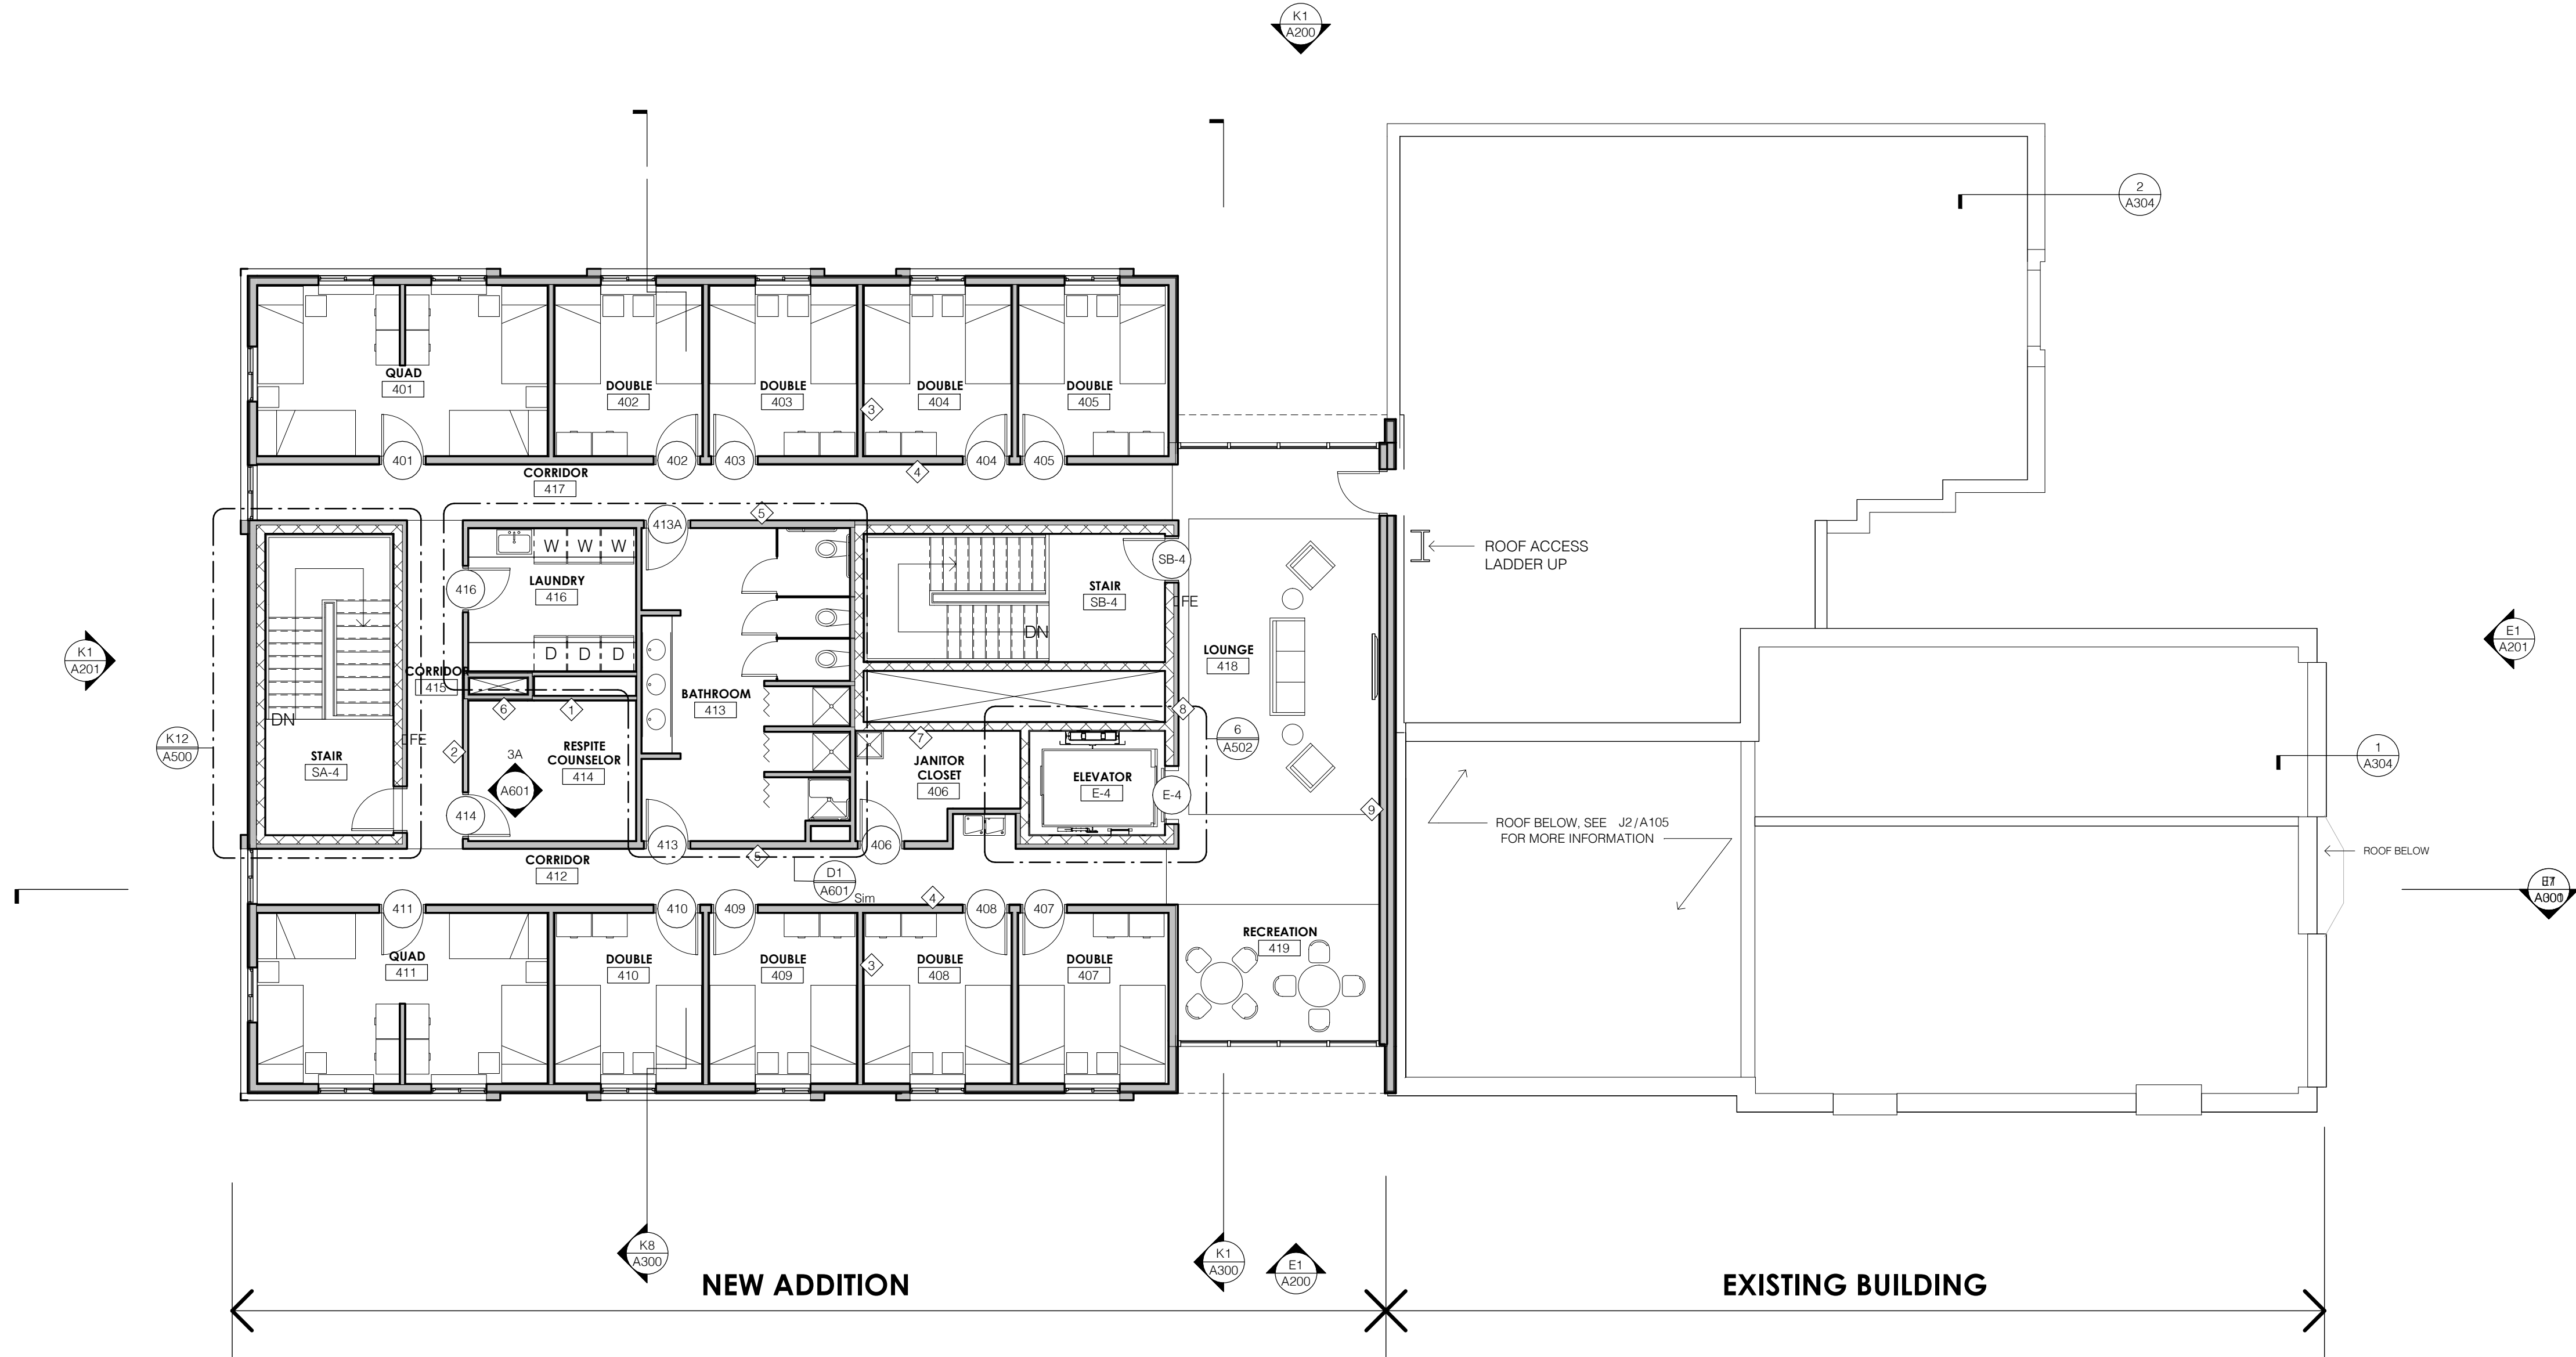 K1
A200
2
A304
QUAD
401
DOUBLE
402
DOUBLE
403
DOUBLE
404
DOUBLE
405
3
401
402
403
404
405
CORRIDOR
417
4
5
413A
W W W
LAUNDRY
416
416
D D D
STAIR
SB-4
SB-4
FE
DN
ROOF ACCESS
LADDER UP
K1
A201
E1
A201
LOUNGE
418
CORRIDOR
415
BATHROOM
413
DN
6
1
8
K12
A500
FE
2
7
6
A502
1
A304
STAIR
SA-4
3A
A601
RESPITE
COUNSELOR
414
JANITOR
CLOSET
406
ELEVATOR
E-4
E-4
9
414
413
406
ROOF BELOW, SEE J2/A105
FOR MORE INFORMATION
ROOF BELOW
CORRIDOR
412
5
D1
A601
Sim
4
411
410
409
408
407
RECREATION
419
QUAD
411
DOUBLE
410
DOUBLE
409
3
DOUBLE
408
DOUBLE
407
K8
A300
K1
A300
E1
A200
NEW ADDITION
EXISTING BUILDING